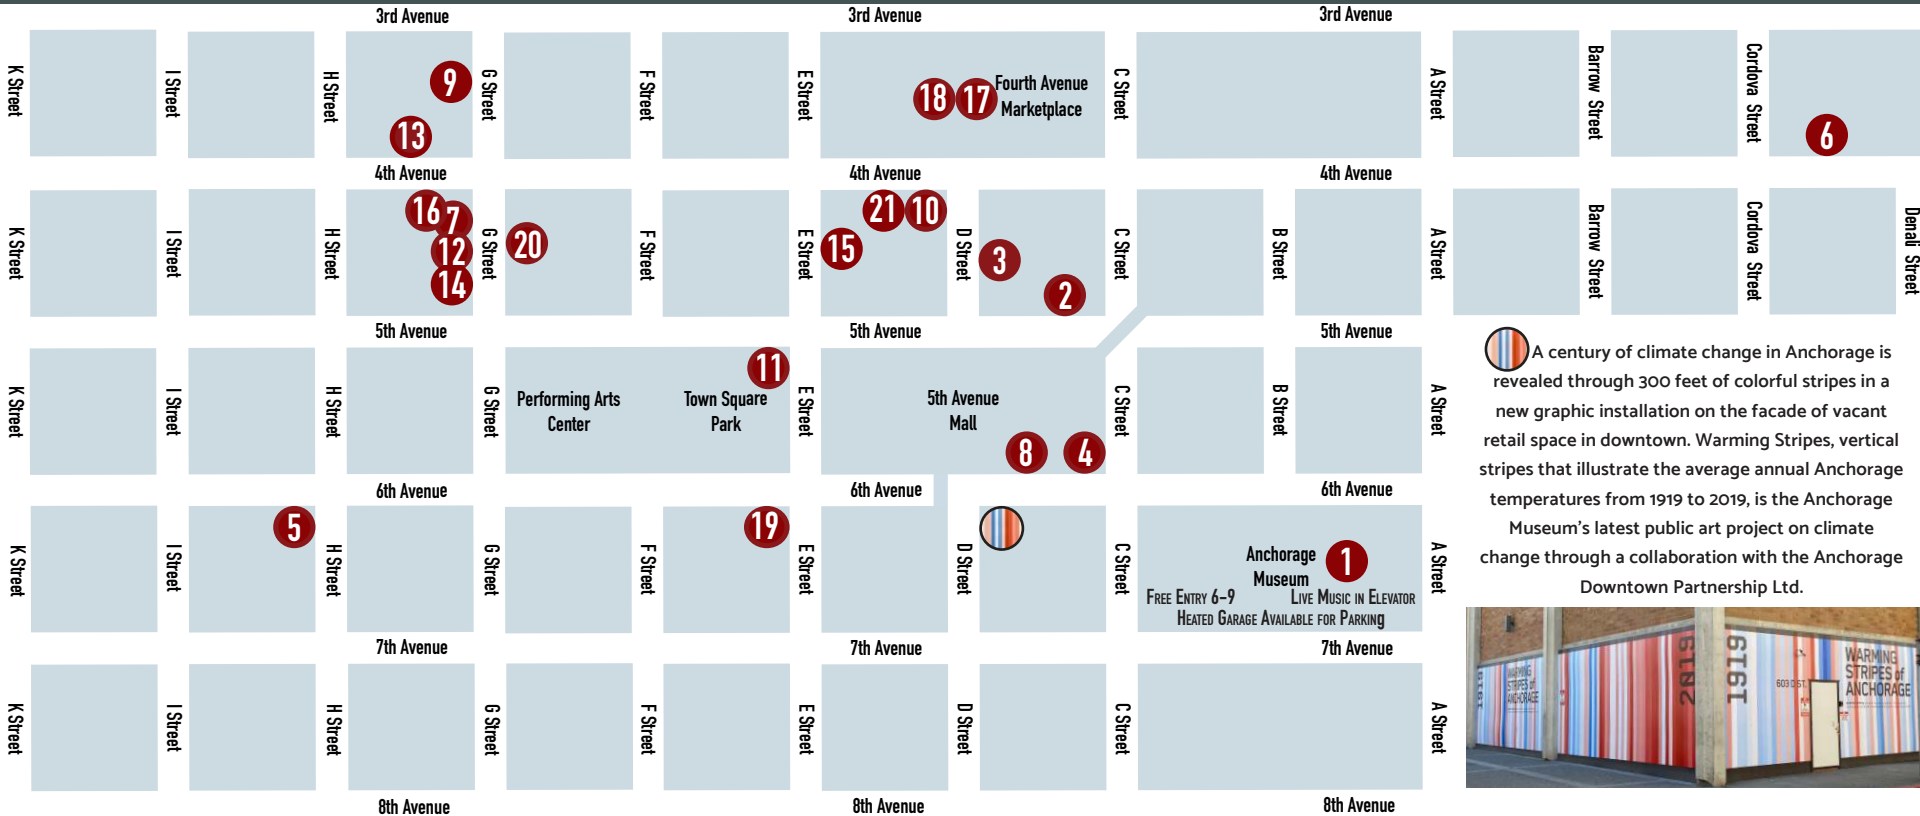 3rd Avenue
3rd Avenue
3rd Avenue
K Street
I Street
H Street
9
G Street
F Street
E Street
18
17
Fourth Avenue
Marketplace
C Street
A Street
Barrow Street
Cordova Street
13
6
4th Avenue
4th Avenue
4th Avenue
K Street
I Street
H Street
16
7
12
14
G Street
20
F Street
E Street
15
21
10
D Street
3
2
C Street
B Street
A Street
Barrow Street
Cordova Street
Denali Street
5th Avenue
5th Avenue
5th Avenue
K Street
I Street
H Street
G Street
Performing Arts
Center
Town Square
Park
11
E Street
5th Avenue
Mall
8
4
C Street
B Street
A Street
A century of climate change in Anchorage is
revealed through 300 feet of colorful stripes in a
new graphic installation on the facade of vacant
retail space in downtown. Warming Stripes, vertical
stripes that illustrate the average annual Anchorage
temperatures from 1919 to 2019, is the Anchorage
Museum's latest public art project on climate
change through a collaboration with the Anchorage
Downtown Partnership Ltd.
6th Avenue
6th Avenue
6th Avenue
K Street
I Street
5
H Street
G Street
F Street
19
E Street
D Street
C Street
Anchorage
Museum
1
Free Entry 6-9
Live Music in Elevator
Heated Garage Available for Parking
A Street
7th Avenue
7th Avenue
7th Avenue
K Street
I Street
H Street
G Street
F Street
E Street
D Street
C Street
A Street
1919
WARMING
STRIPES of
ANCHORAGE
2019
1919
603 D ST.
WARMING
STRIPES of
ANCHORAGE
8th Avenue
8th Avenue
8th Avenue